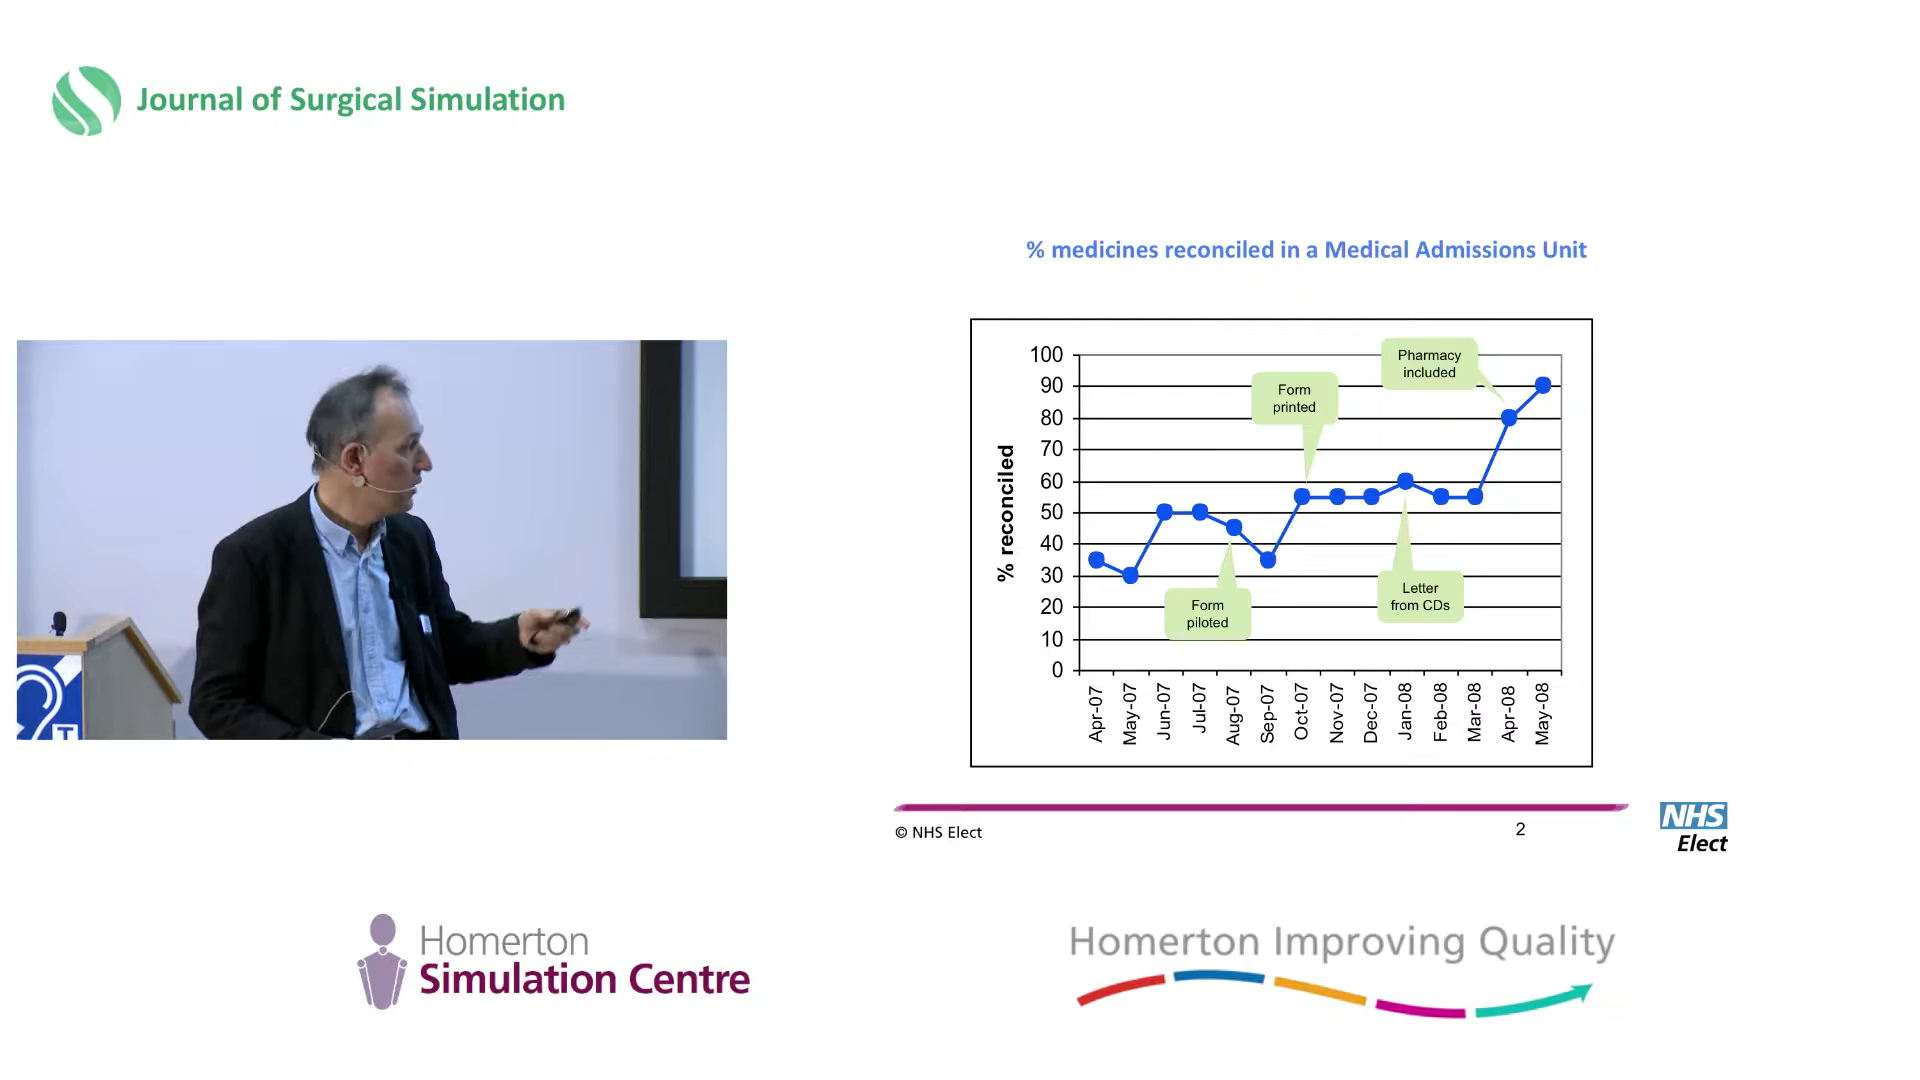 Journal of Surgical Simulation
% medicines reconciled in a Medical Admissions Unit
% reconciled
100
90
80
70
60
50
40
30
20
10
0
Form
printed
Pharmacy
included
Form
piloted
Letter
from CDs
Apr-07
May-07
Jun-07
Jul-07
Aug-07
Sep-07
Oct-07
Nov-07
Dec-07
Jan-08
Feb-08
Mar-08
Apr-08
May-08
T
© NHS Elect
2
NHS
Elect
Homerton
Simulation Centre
Homerton Improving Quality